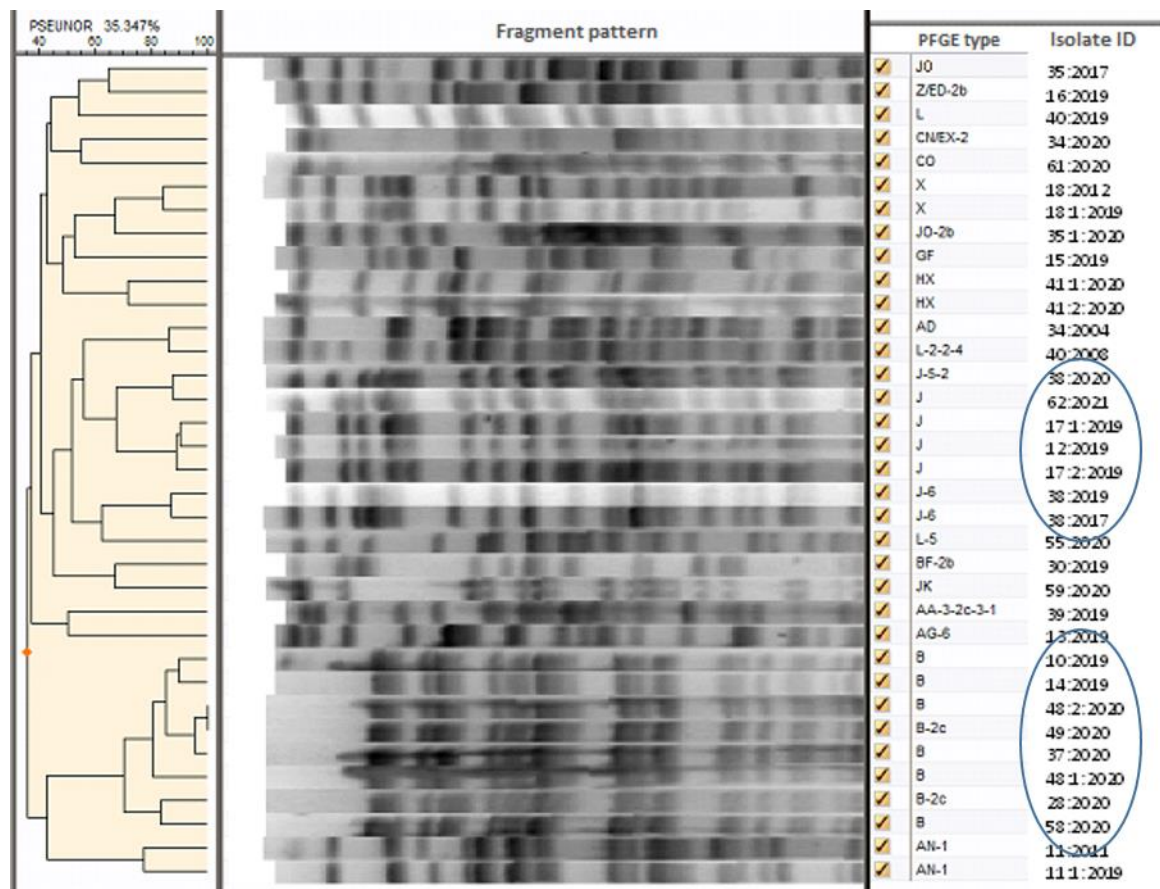 PSEUNOR 35.347%
40 60 80 100
Fragment pattern
PFGE type Isolate ID
JO 35:2017
Z/ED-2b 16:2019
L 40:2019
CN/EX-2 34:2020
CO 61:2020
X 18:2012
X 18:1:2019
JO-2b 35:1:2020
GF 15:2019
HX 41:1:2020
HX 41:2:2020
AD 34:2004
L-2-2-4 40:2008
J-S-2 38:2020
J 62:2021
J 17:1:2019
J 12:2019
J 17:2:2019
J-6 38:2019
J-6 38:2017
L-5 55:2020
BF-2b 30:2019
JK 59:2020
AA-3-2c-3-1 39:2019
AG-6 13:2019
B 10:2019
B 14:2019
B 48:2:2020
B-2c 49:2020
B 37:2020
B 48:1:2020
B-2c 28:2020
B 58:2020
AN-1 11:2011
AN-1 11:1:2019